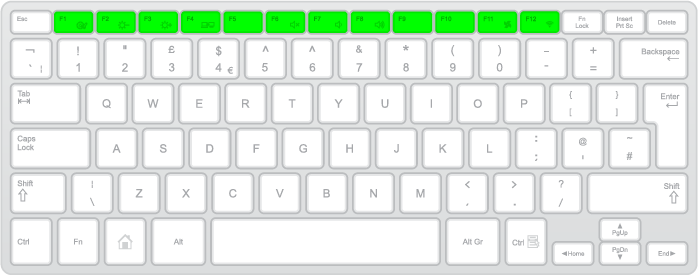 Esc F1 F2 F3 F4 F5 F6 F7 F8 F9 F10 F11 F12 Fn Lock Insert Prt Sc Delete
¬ ` ¦ ! 1 " 2 £ 3 $ 4 € ^ 5 ^ 6 & 7 * 8 ( 9 ) 0 - - + = Backspace ←
Tab Q W E R T Y U I O P { [ } ] Enter
Caps Lock A S D F G H J K L : ; @ , ~ #
Shift ⇧ ¦ \ Z X C V B N M < , > . ? / Shift ⇧
Ctrl Fn Alt Alt Gr Ctrl ◄Home ▲ PgUp PgDn ▼ End►